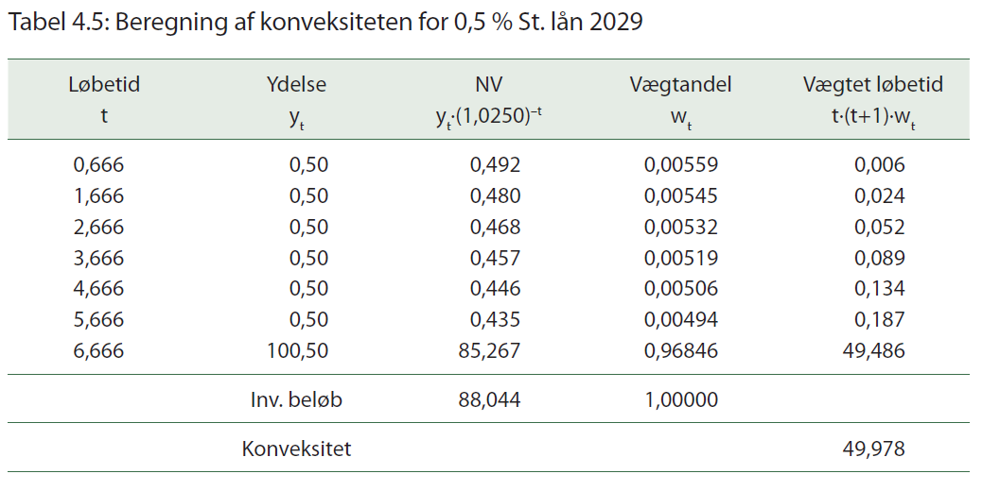 Tabel 4.5: Beregning af konveksiteten for 0,5 % St. lån 2029
Løbetid Ydelse NV Vægtandel Vægtet løbetid
t yₜ yₜ·(1,0250)⁻ᵗ wₜ t·(t+1)·wₜ
0,666 0,50 0,492 0,00559 0,006
1,666 0,50 0,480 0,00545 0,024
2,666 0,50 0,468 0,00532 0,052
3,666 0,50 0,457 0,00519 0,089
4,666 0,50 0,446 0,00506 0,134
5,666 0,50 0,435 0,00494 0,187
6,666 100,50 85,267 0,96846 49,486
Inv. beløb 88,044 1,00000
Konveksitet 49,978